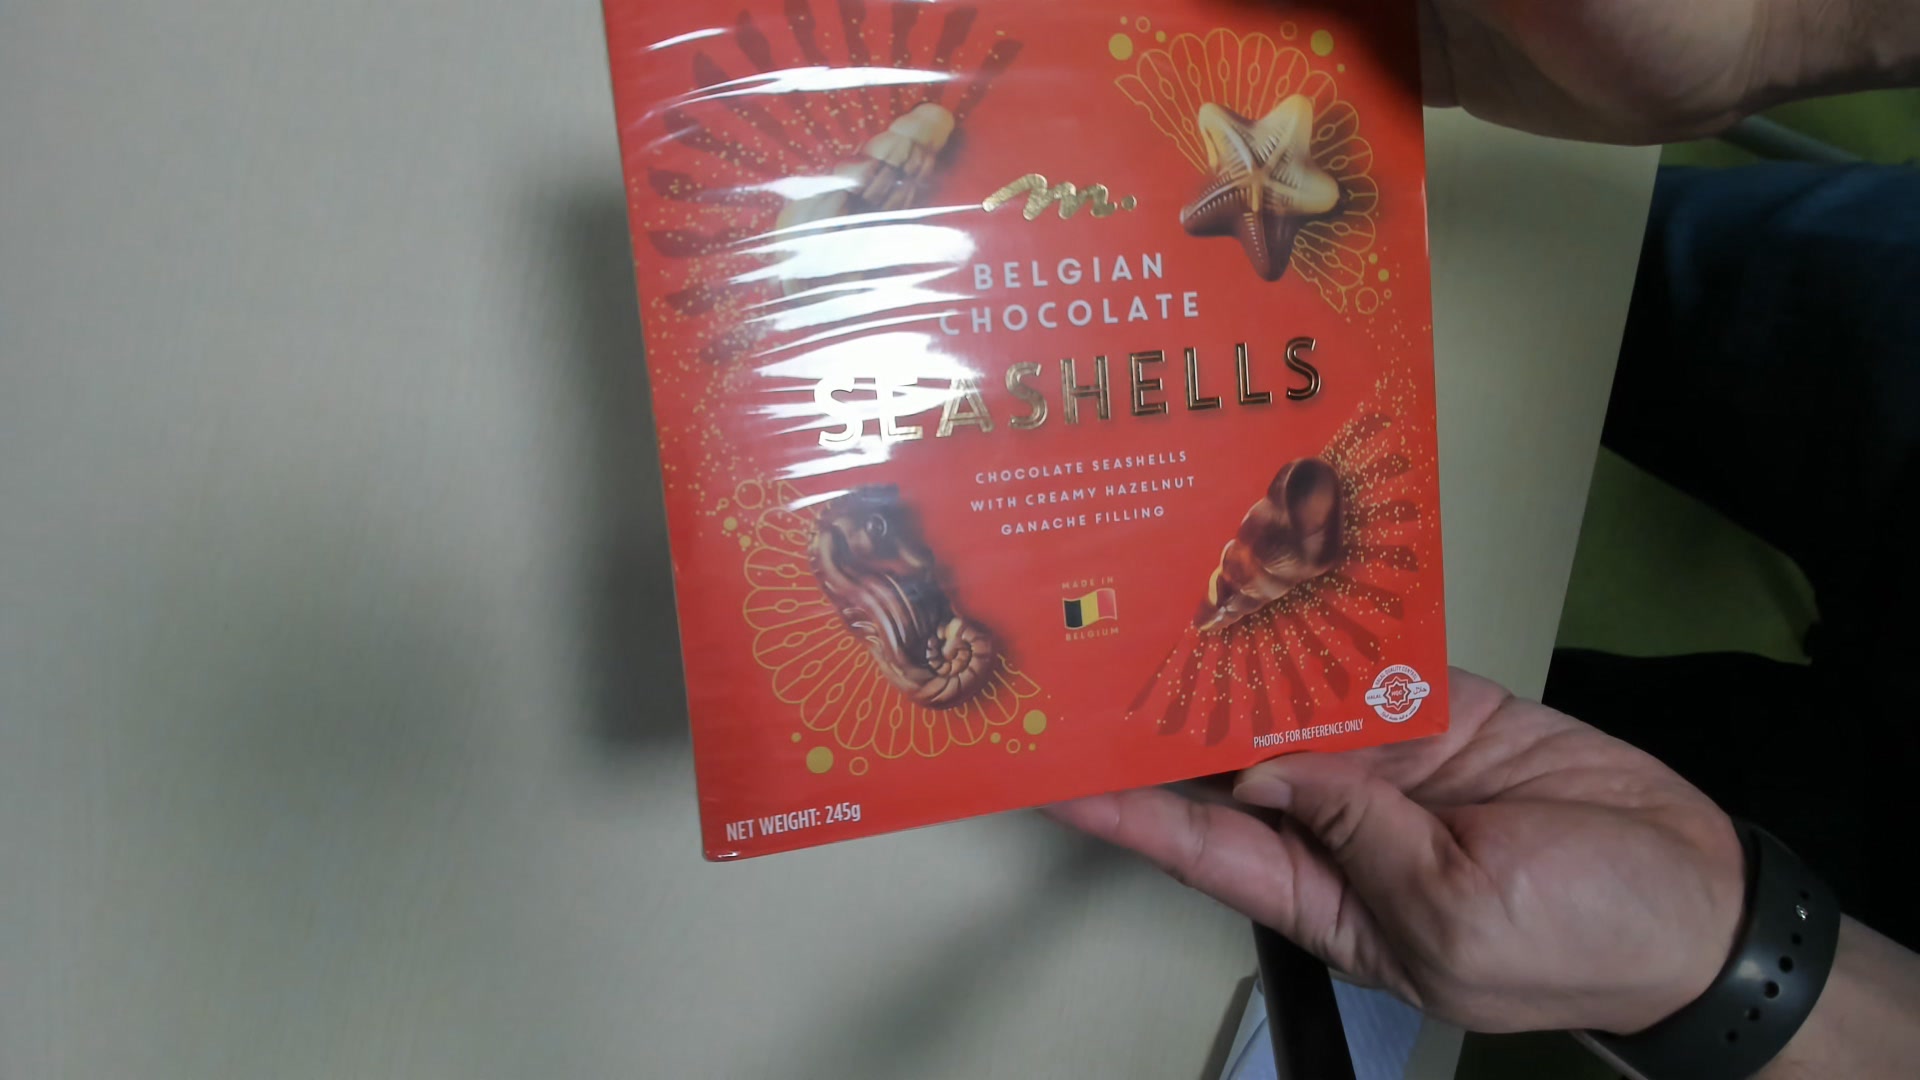 m.
BELGIAN
CHOCOLATE
SEASHELLS
CHOCOLATE SEASHELLS
WITH CREAMY HAZELNUT
GANACHE FILLING
MADE IN
BELGIUM
HALAL
PHOTOS FOR REFERENCE ONLY
NET WEIGHT: 245g